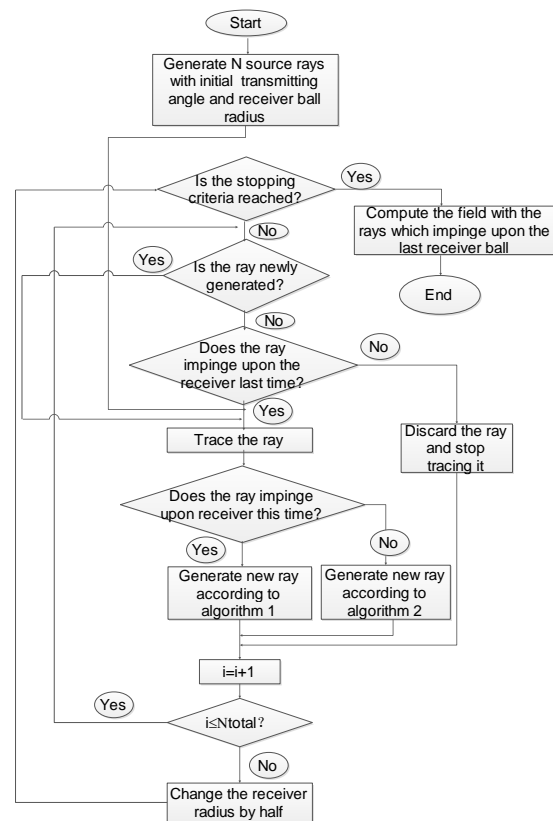 Start
Generate N source rays
with initial transmitting
angle and receiver ball
radius
Is the stopping
criteria reached?
Yes
Compute the field with the
rays which impinge upon the
last receiver ball
End
No
Yes
Is the ray newly
generated?
No
Does the ray
impinge upon the
receiver last time?
No
Yes
Discard the ray
and stop
tracing it
Trace the ray
Does the ray impinge
upon receiver this time?
Yes
No
Generate new ray
according to
algorithm 1
Generate new ray
according to
algorithm 2
i=i+1
Yes
i≤Ntotal?
No
Change the receiver
radius by half